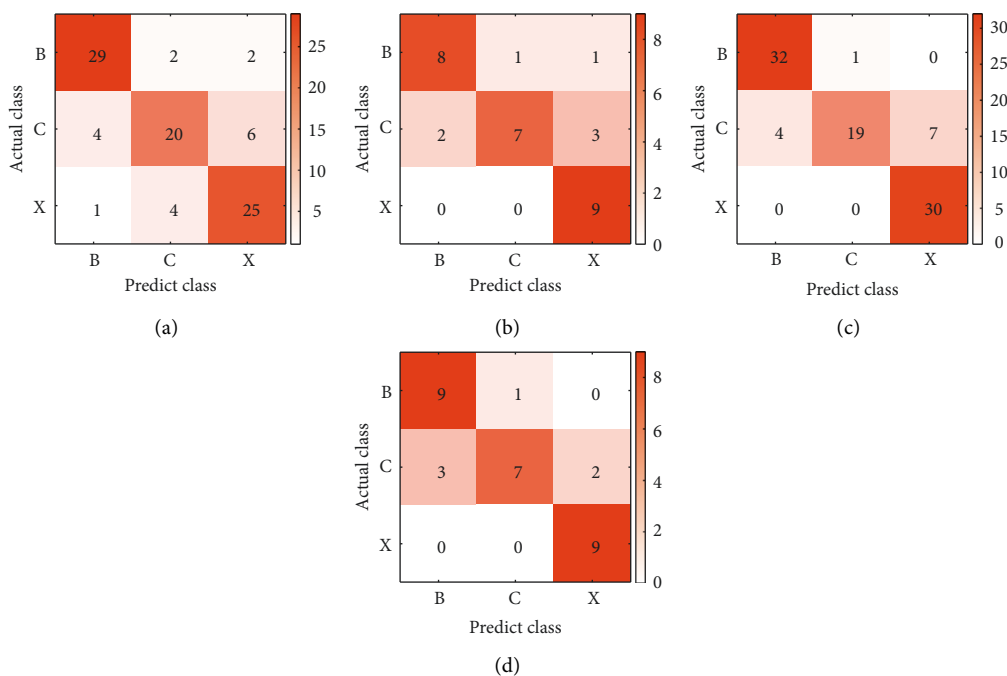 B 29 2 2
C 4 20 6
X 1 4 25
B C X
Actual class
Predict class
25
20
15
10
5
(a)
B 8 1 1
C 2 7 3
X 0 0 9
B C X
Actual class
Predict class
8
6
4
2
0
(b)
B 32 1 0
C 4 19 7
X 0 0 30
B C X
Actual class
Predict class
30
25
20
15
10
5
0
(c)
B 9 1 0
C 3 7 2
X 0 0 9
B C X
Actual class
Predict class
8
6
4
2
0
(d)